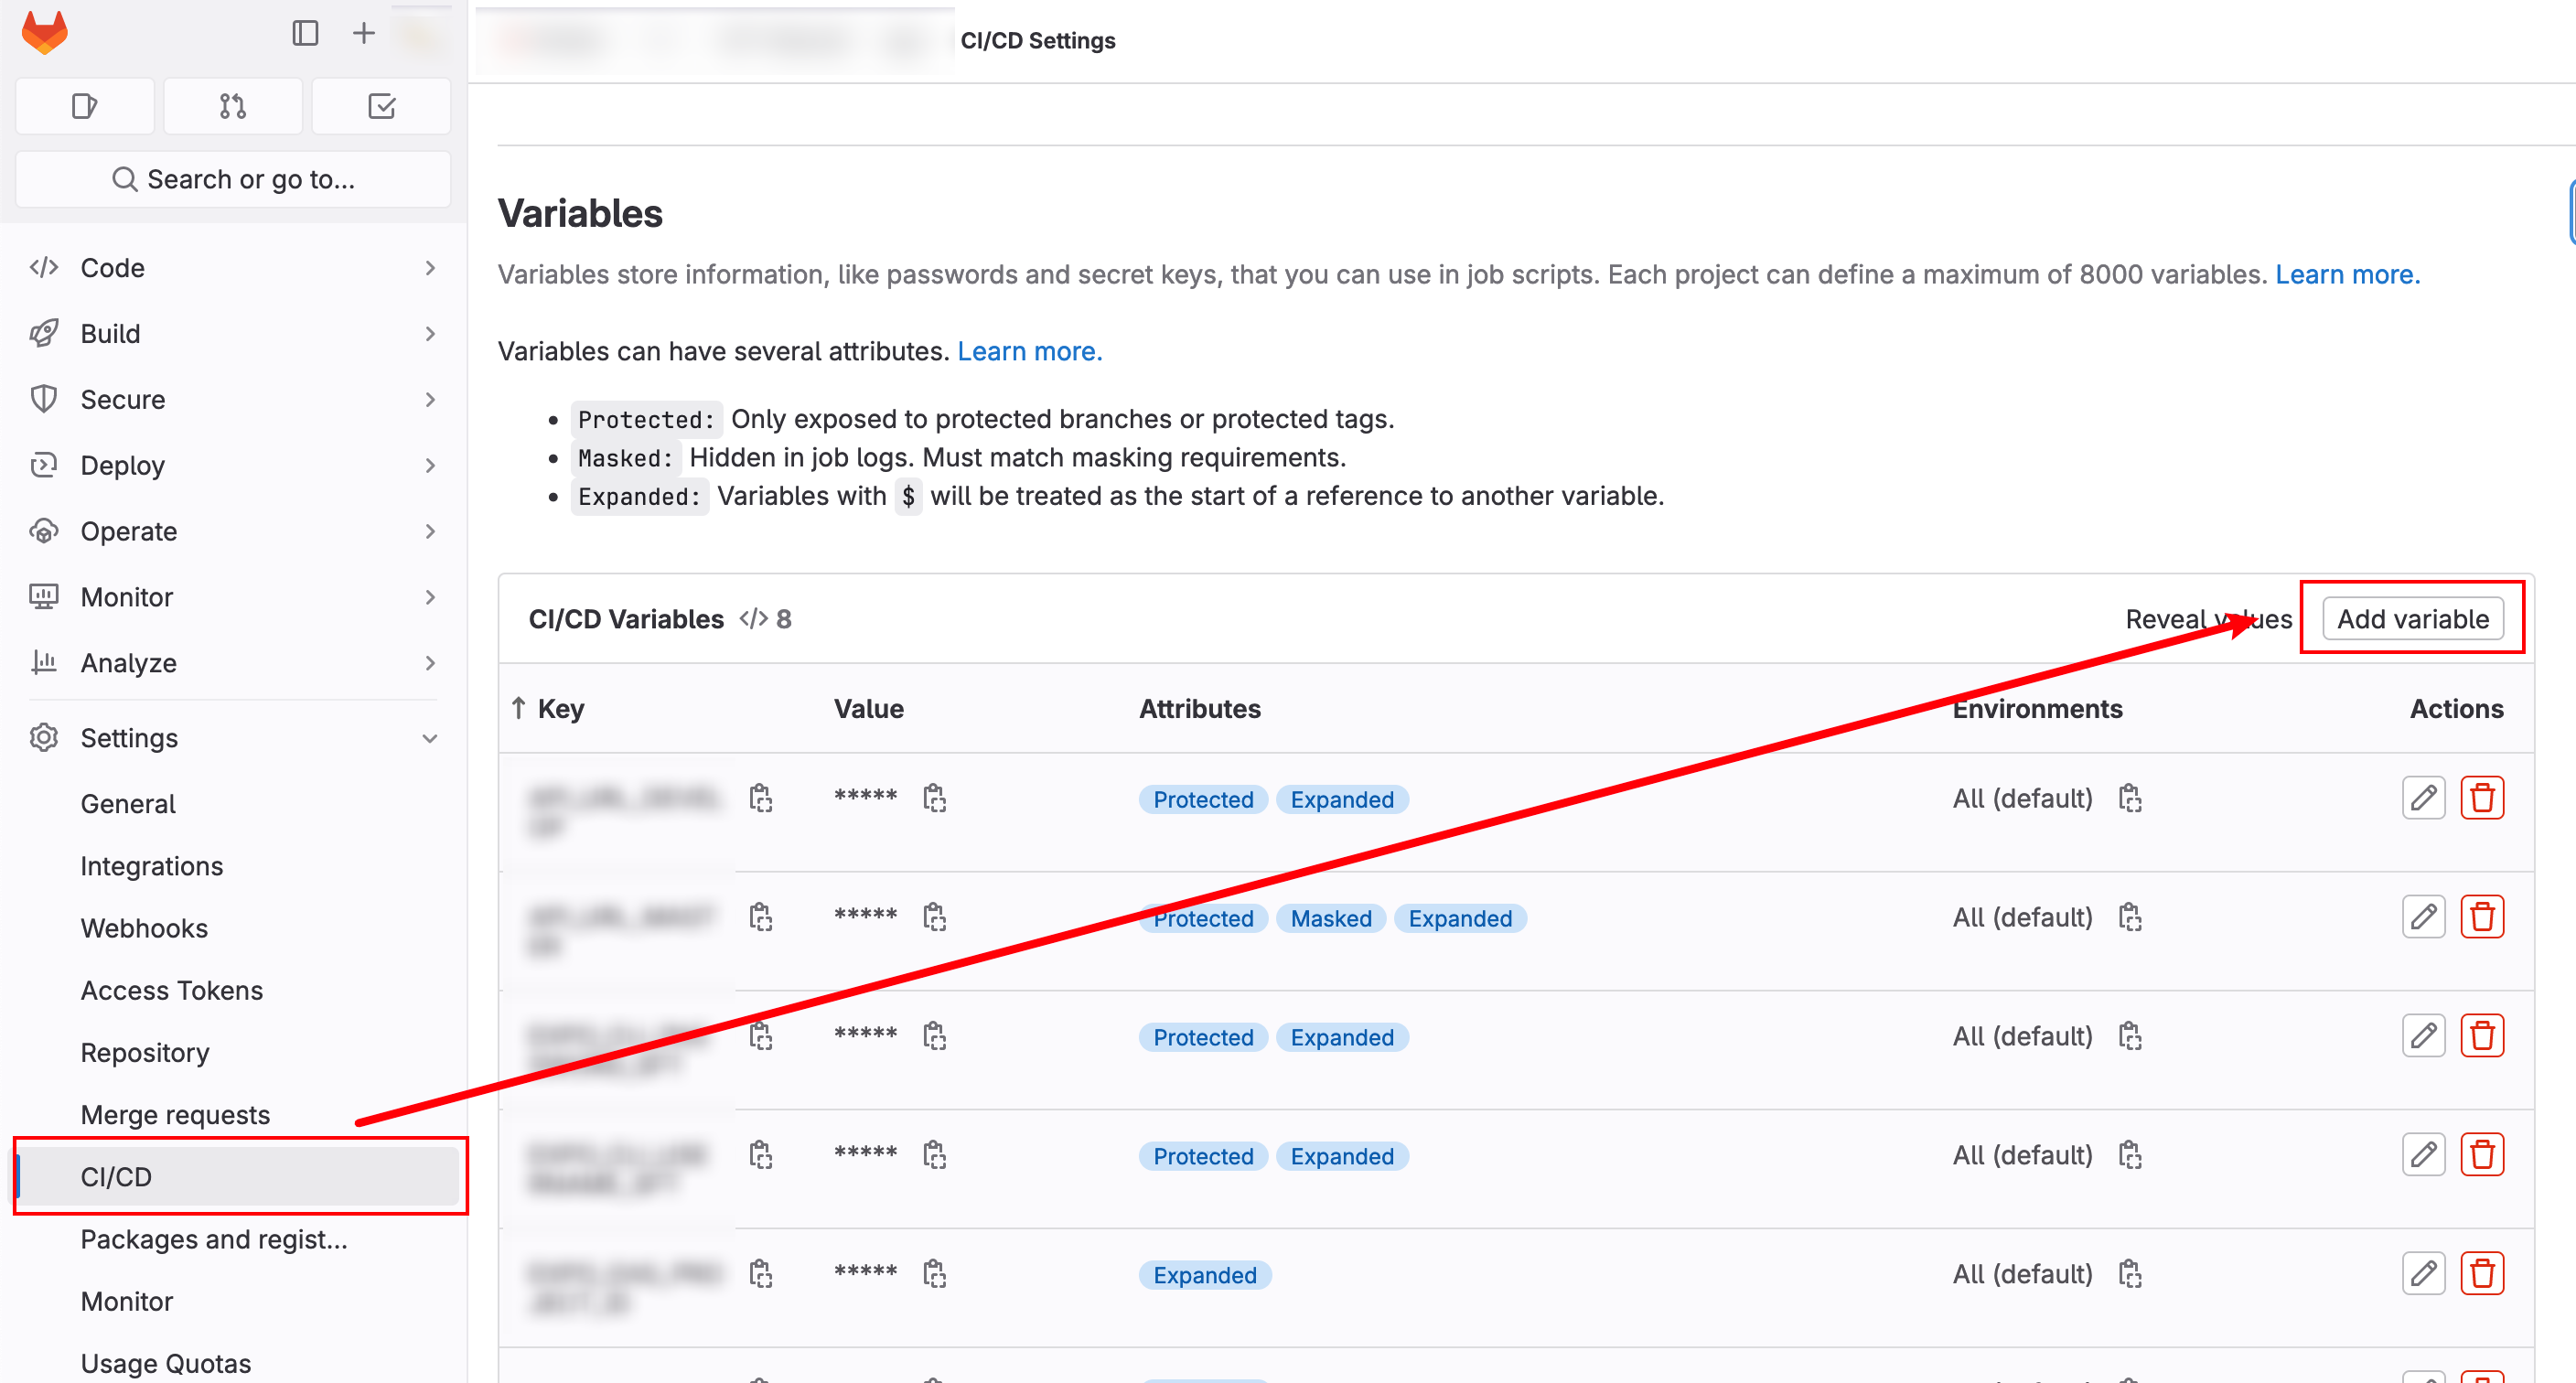 CI/CD Settings
Search or go to...
Code
Build
Secure
Deploy
Operate
Monitor
Analyze
Settings
General
Integrations
Webhooks
Access Tokens
Repository
Merge requests
CI/CD
Packages and regist...
Monitor
Usage Quotas
Variables
Variables store information, like passwords and secret keys, that you can use in job scripts. Each project can define a maximum of 8000 variables. Learn more.
Variables can have several attributes. Learn more.
Protected: Only exposed to protected branches or protected tags.
Masked: Hidden in job logs. Must match masking requirements.
Expanded: Variables with $ will be treated as the start of a reference to another variable.
CI/CD Variables </> 8 Reveal values Add variable
↑ Key Value Attributes Environments Actions
***** Protected Expanded All (default)
***** Protected Masked Expanded All (default)
***** Protected Expanded All (default)
***** Protected Expanded All (default)
***** Expanded All (default)